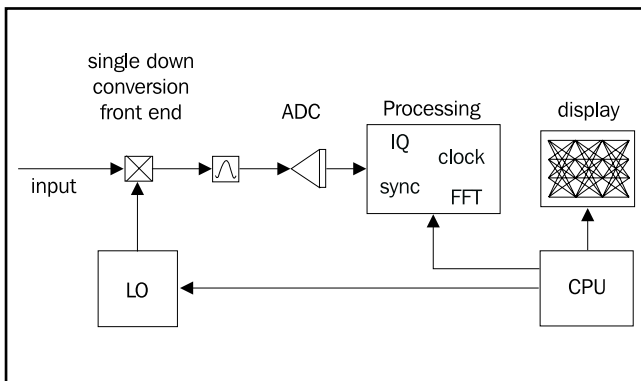 single down
conversion
front end
ADC
Processing
display
IQ
clock
sync
FFT
input
LO
CPU